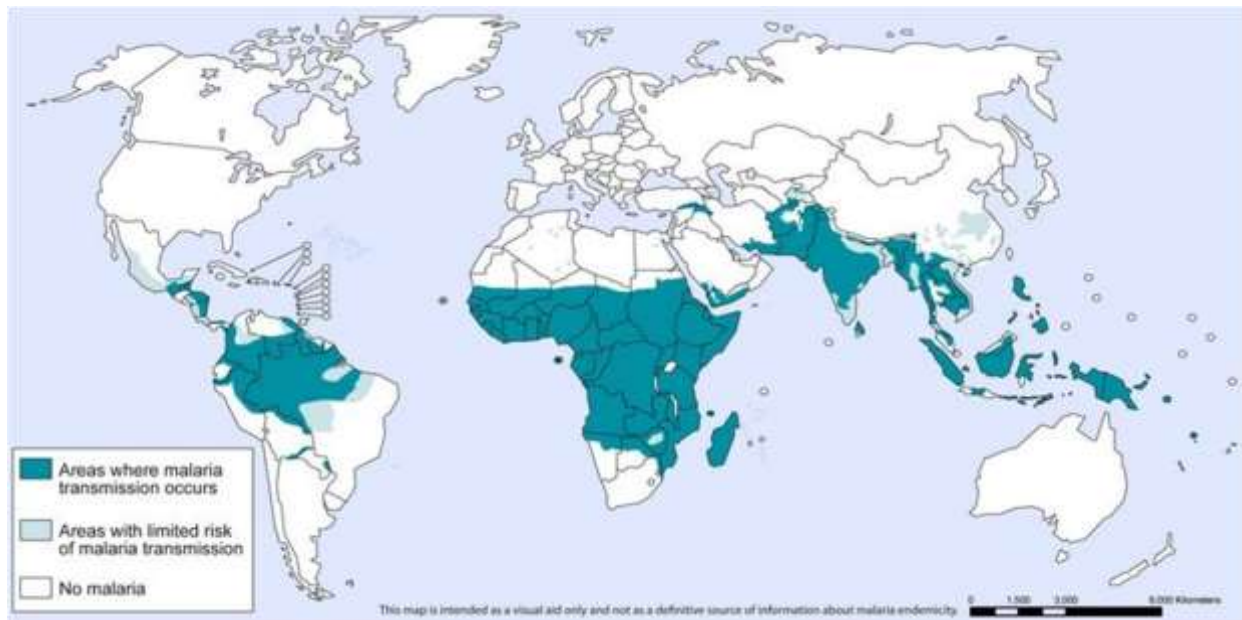 Areas where malaria
transmission occurs
Areas with limited risk
of malaria transmission
No malaria
This map is intended as a visual aid only and not as a definitive source of information about malaria endemicity.
0 1,500 3,000 6,000 Kilometers